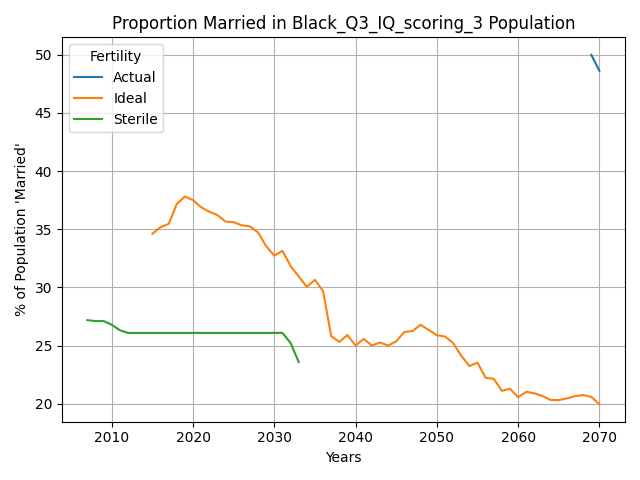 Proportion Married in Black_Q3_IQ_scoring_3 Population
% of Population 'Married'
50
45
40
35
30
25
20
Fertility
Actual
Ideal
Sterile
2010 2020 2030 2040 2050 2060 2070
Years